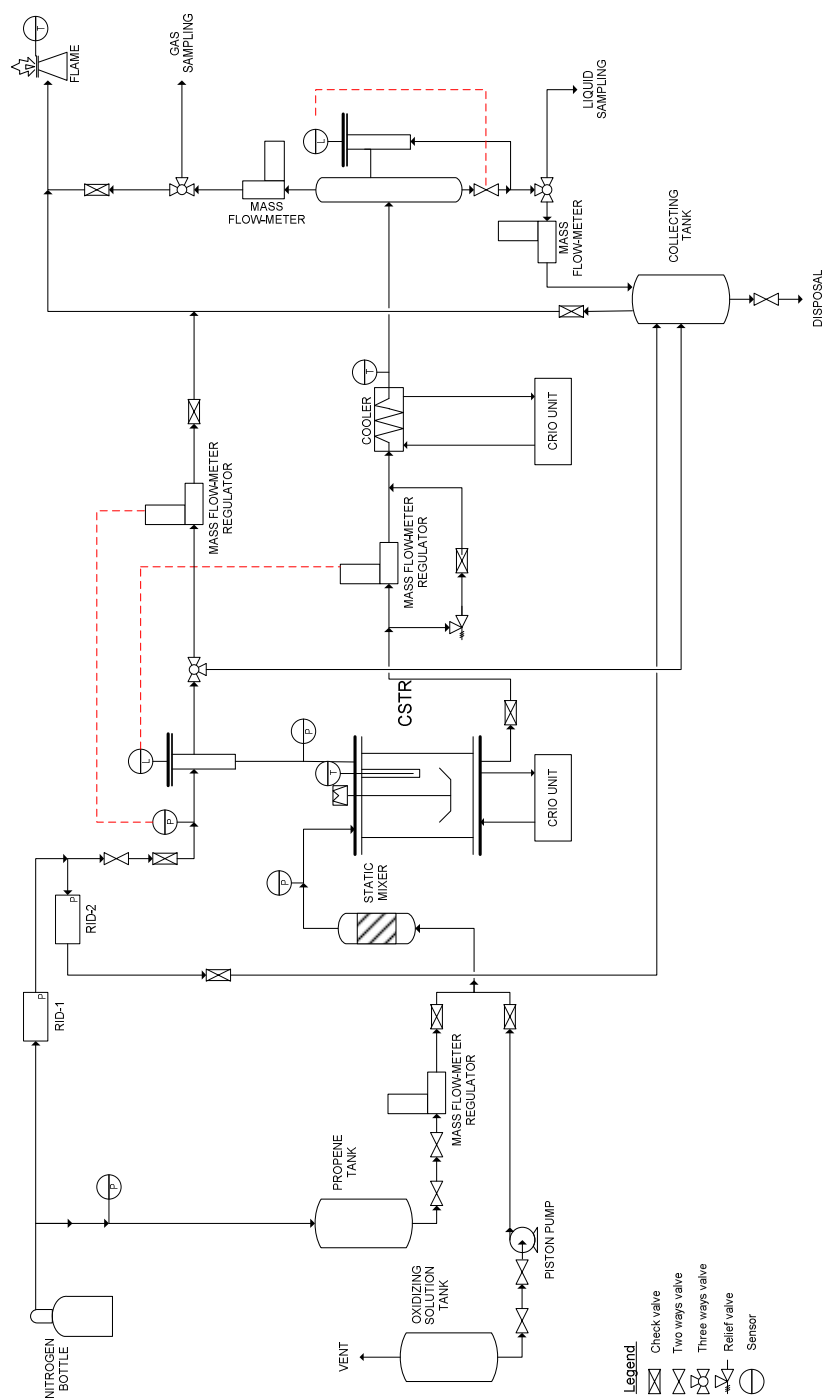 NITROGEN
BOTTLE
P
RID-1
P
RID-2
P
P
L
MASS FLOW-METER
REGULATOR
FLAME
T
GAS
SAMPLING
MASS
FLOW-METER
L
LIQUID
SAMPLING
MASS
FLOW-METER
COLLECTING
TANK
DISPOSAL
T
COOLER
CRIO UNIT
MASS FLOW-METER
REGULATOR
CSTR
P
T
M
CRIO UNIT
P
STATIC
MIXER
MASS FLOW-METER
REGULATOR
PROPENE
TANK
PISTON PUMP
OXIDIZING
SOLUTION
TANK
VENT
Legend
Check valve
Two ways valve
Three ways valve
Relief valve
Sensor